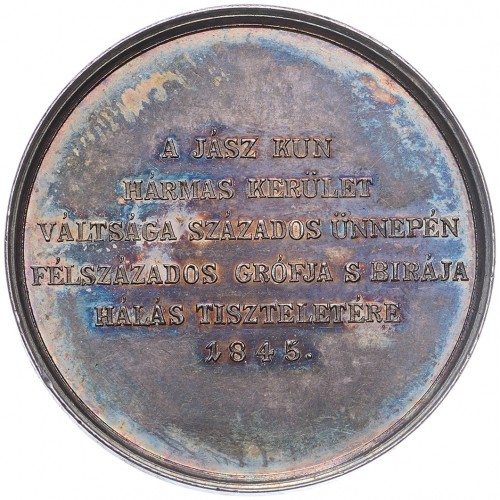 A JÁSZ KUN
HÁRMAS KERÜLET
VÁLTSÁGA SZÁZADOS ÜNNEPÉN
FÉLSZÁZADOS GRÓFJA S BIRÁJA
HÁLÁS TISZTELETÉRE
1845.